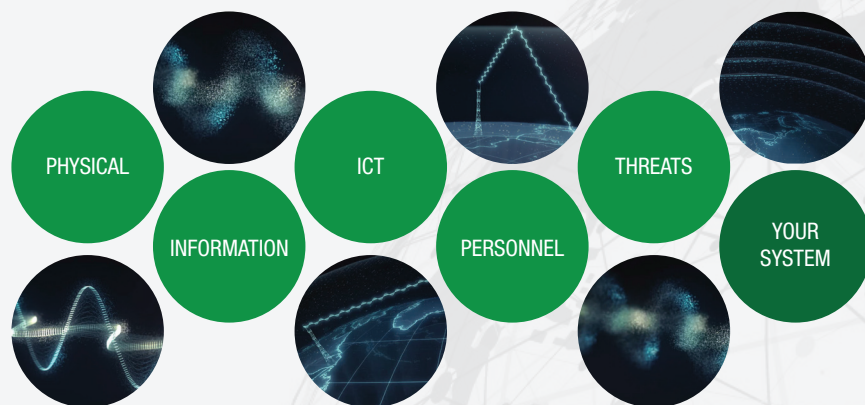 PHYSICAL
INFORMATION
ICT
PERSONNEL
THREATS
YOUR
SYSTEM